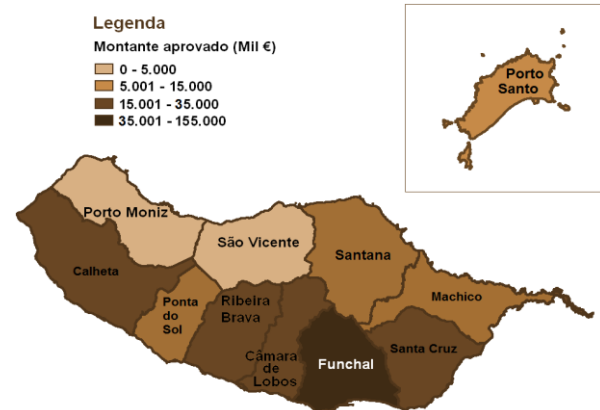 Legenda
Montante aprovado (Mil €)
0 - 5.000
5.001 - 15.000
15.001 - 35.000
35.001 - 155.000
Porto
Santo
Porto Moniz
São Vicente
Santana
Calheta
Machico
Ponta
do
Sol
Ribeira
Brava
Câmara
de
Lobos
Funchal
Santa Cruz